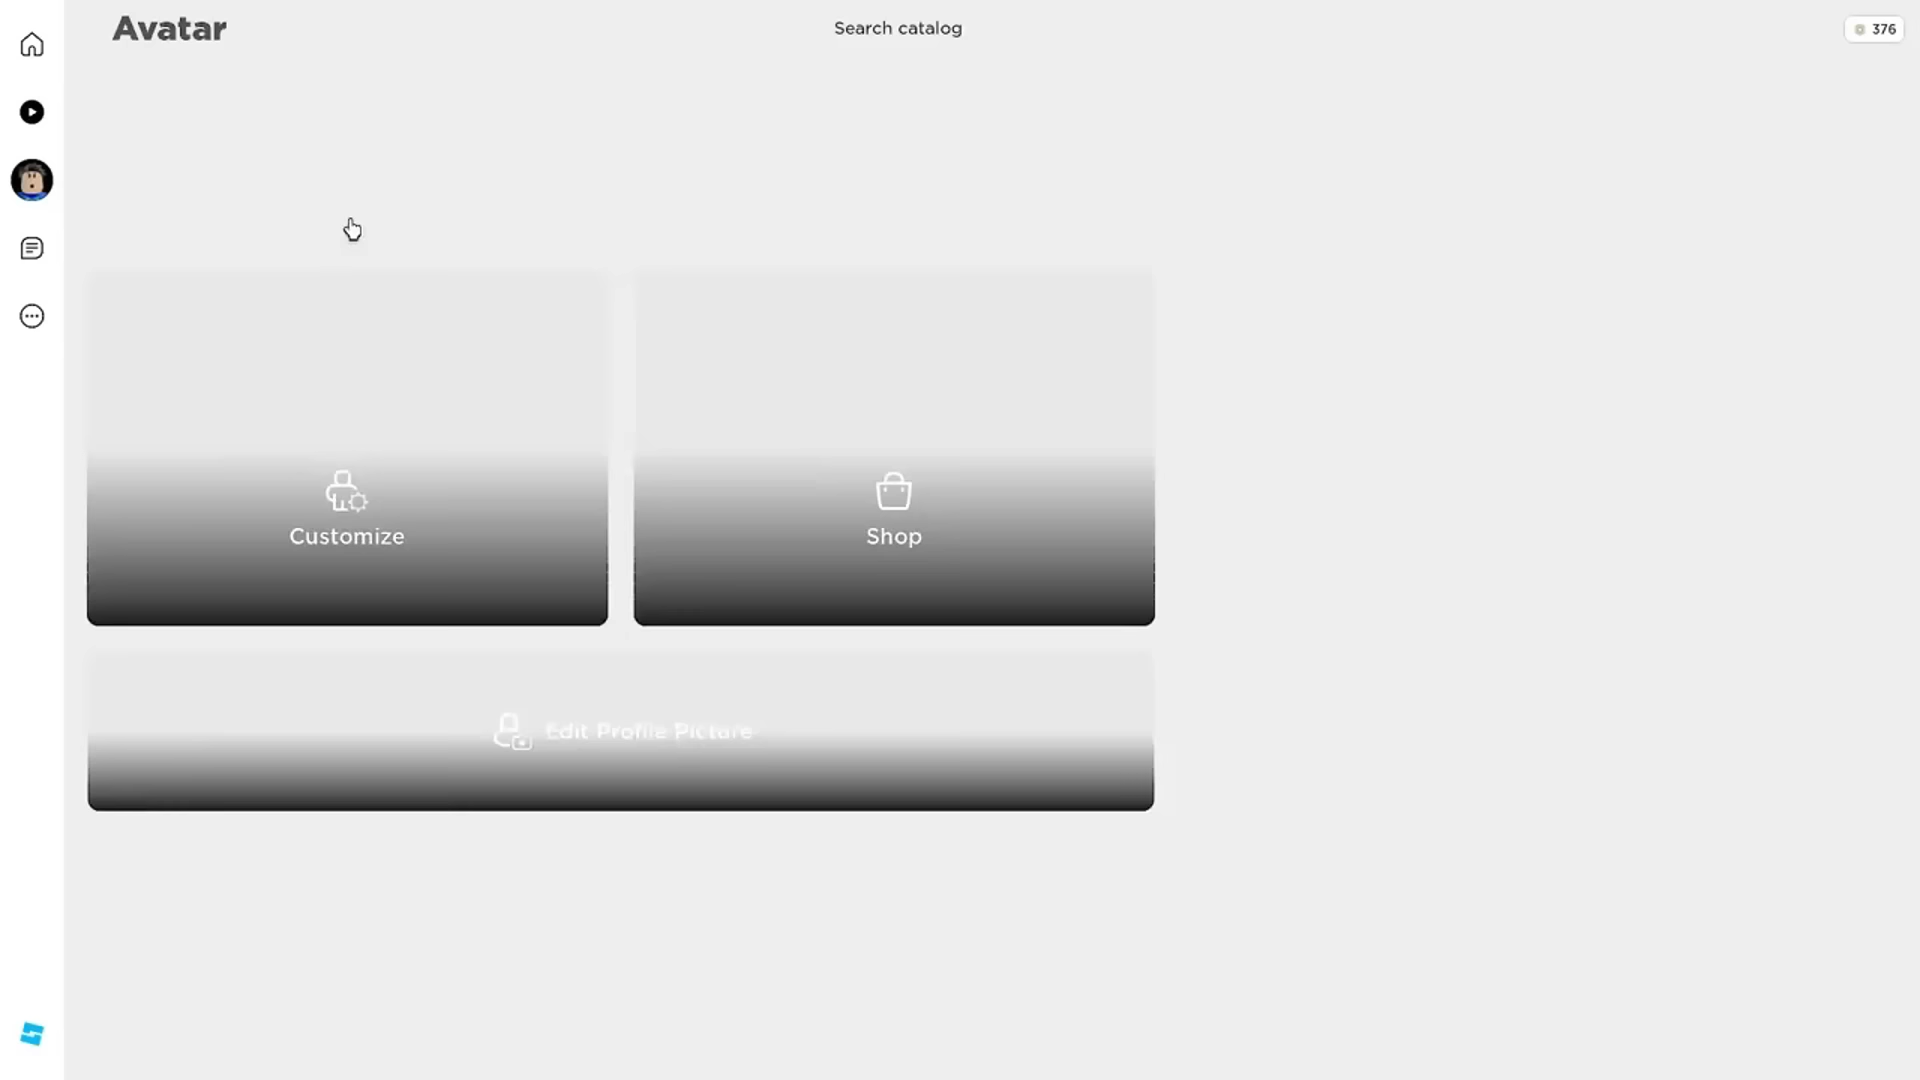 Avatar
Search catalog
376
Customize
Shop
Edit Profile Picture